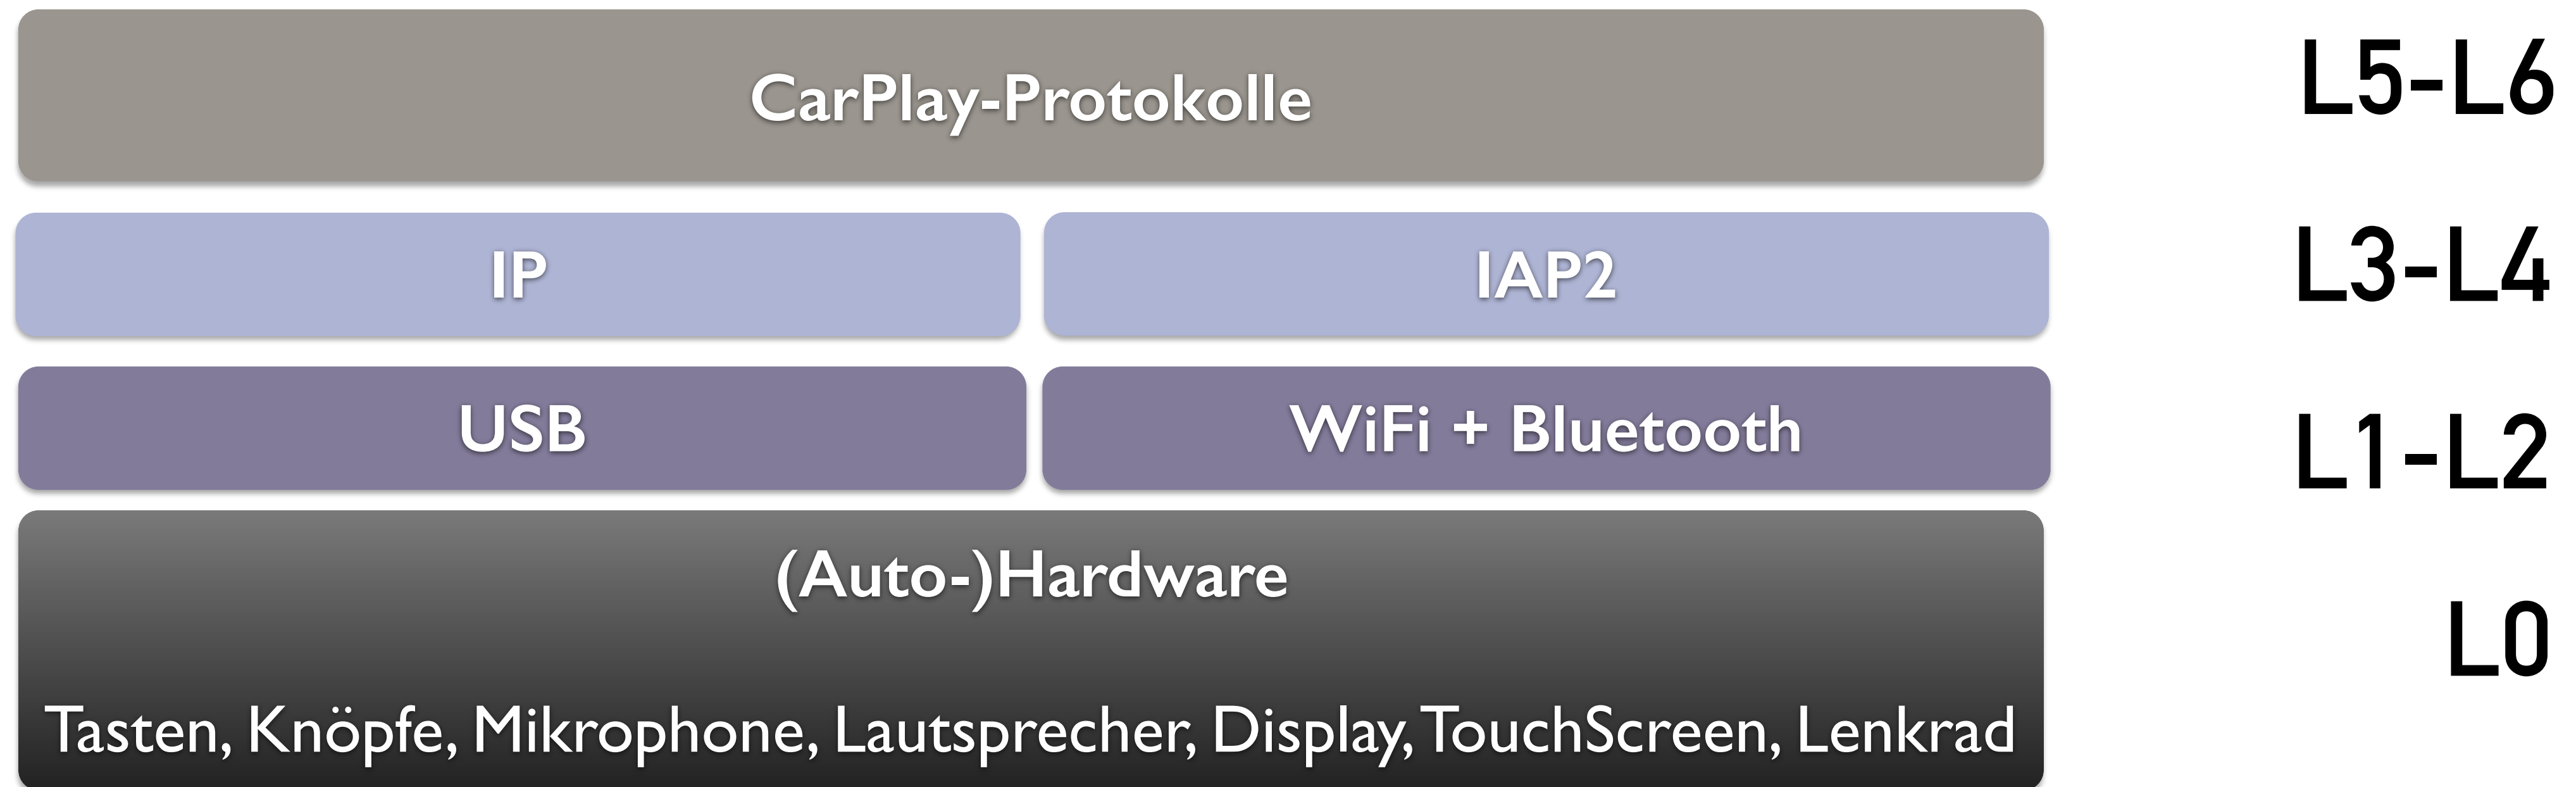 CarPlay-Protokolle
L5-L6
IP
IAP2
L3-L4
USB
WiFi + Bluetooth
L1-L2
(Auto-)Hardware
L0
Tasten, Knöpfe, Mikrophone, Lautsprecher, Display, TouchScreen, Lenkrad